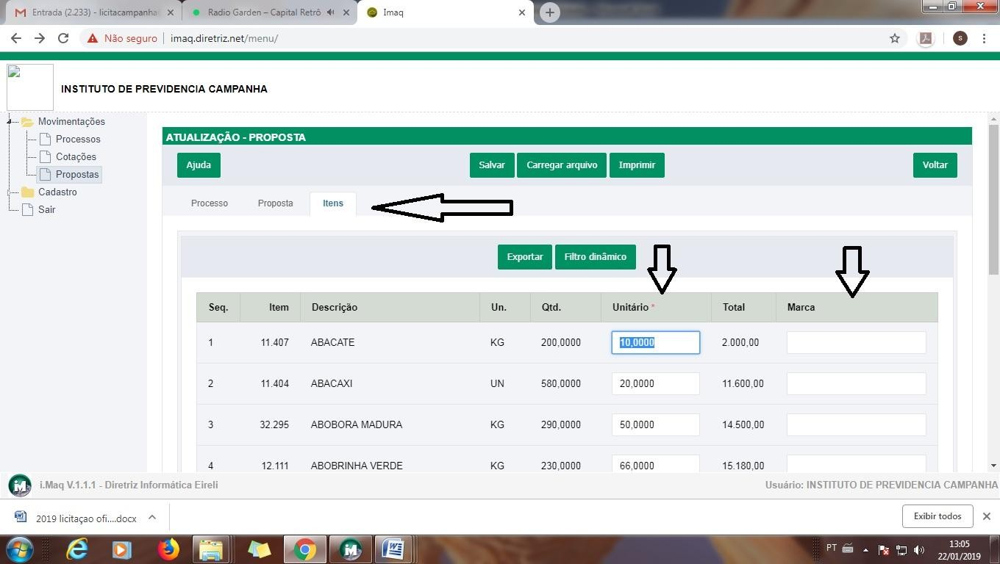 Entrada (2.233) - licitacampanha
Radio Garden – Capital Retrô
Imaq
Não seguro
imaq.diretriz.net/menu/
s
INSTITUTO DE PREVIDENCIA CAMPANHA
Movimentações
Processos
Cotações
Propostas
Cadastro
Sair
ATUALIZAÇÃO - PROPOSTA
Ajuda Salvar Carregar arquivo Imprimir Voltar
Processo Proposta Itens
Exportar Filtro dinâmico
Seq. Item Descrição Un. Qtd. Unitário * Total Marca
1 11.407 ABACATE KG 200,0000 10,0000 2.000,00
2 11.404 ABACAXI UN 580,0000 20,0000 11.600,00
3 32.295 ABOBORA MADURA KG 290,0000 50,0000 14.500,00
4 12.111 ABOBRINHA VERDE KG 230,0000 66,0000 15.180,00
i.Maq V.1.1.1 - Diretriz Informática Eireli Usuário: INSTITUTO DE PREVIDENCIA CAMPANHA
2019 licitaçao ofi....docx Exibir todos
PT 13:05
22/01/2019